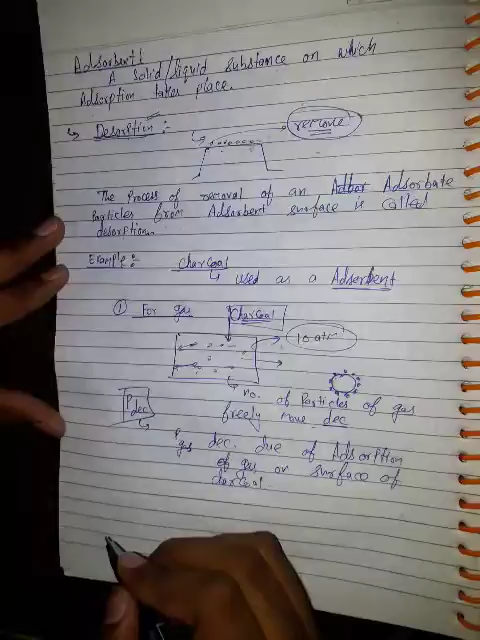 Adsorbent!
A solid/liquid substance on which
Adsorption takes place.
↳ Desorption :-
remove
The Process of removal of an Adsorbate
Particles from Adsorbent surface is called
desorption.
Example :- Charcoal
↳ used as a Adsorbent
① For gas Charcoal
10 atm
↳ no. of Particles of gas
freely move dec
P dec
P gas dec. due of Adsorption
of gas on surface of
charcoal